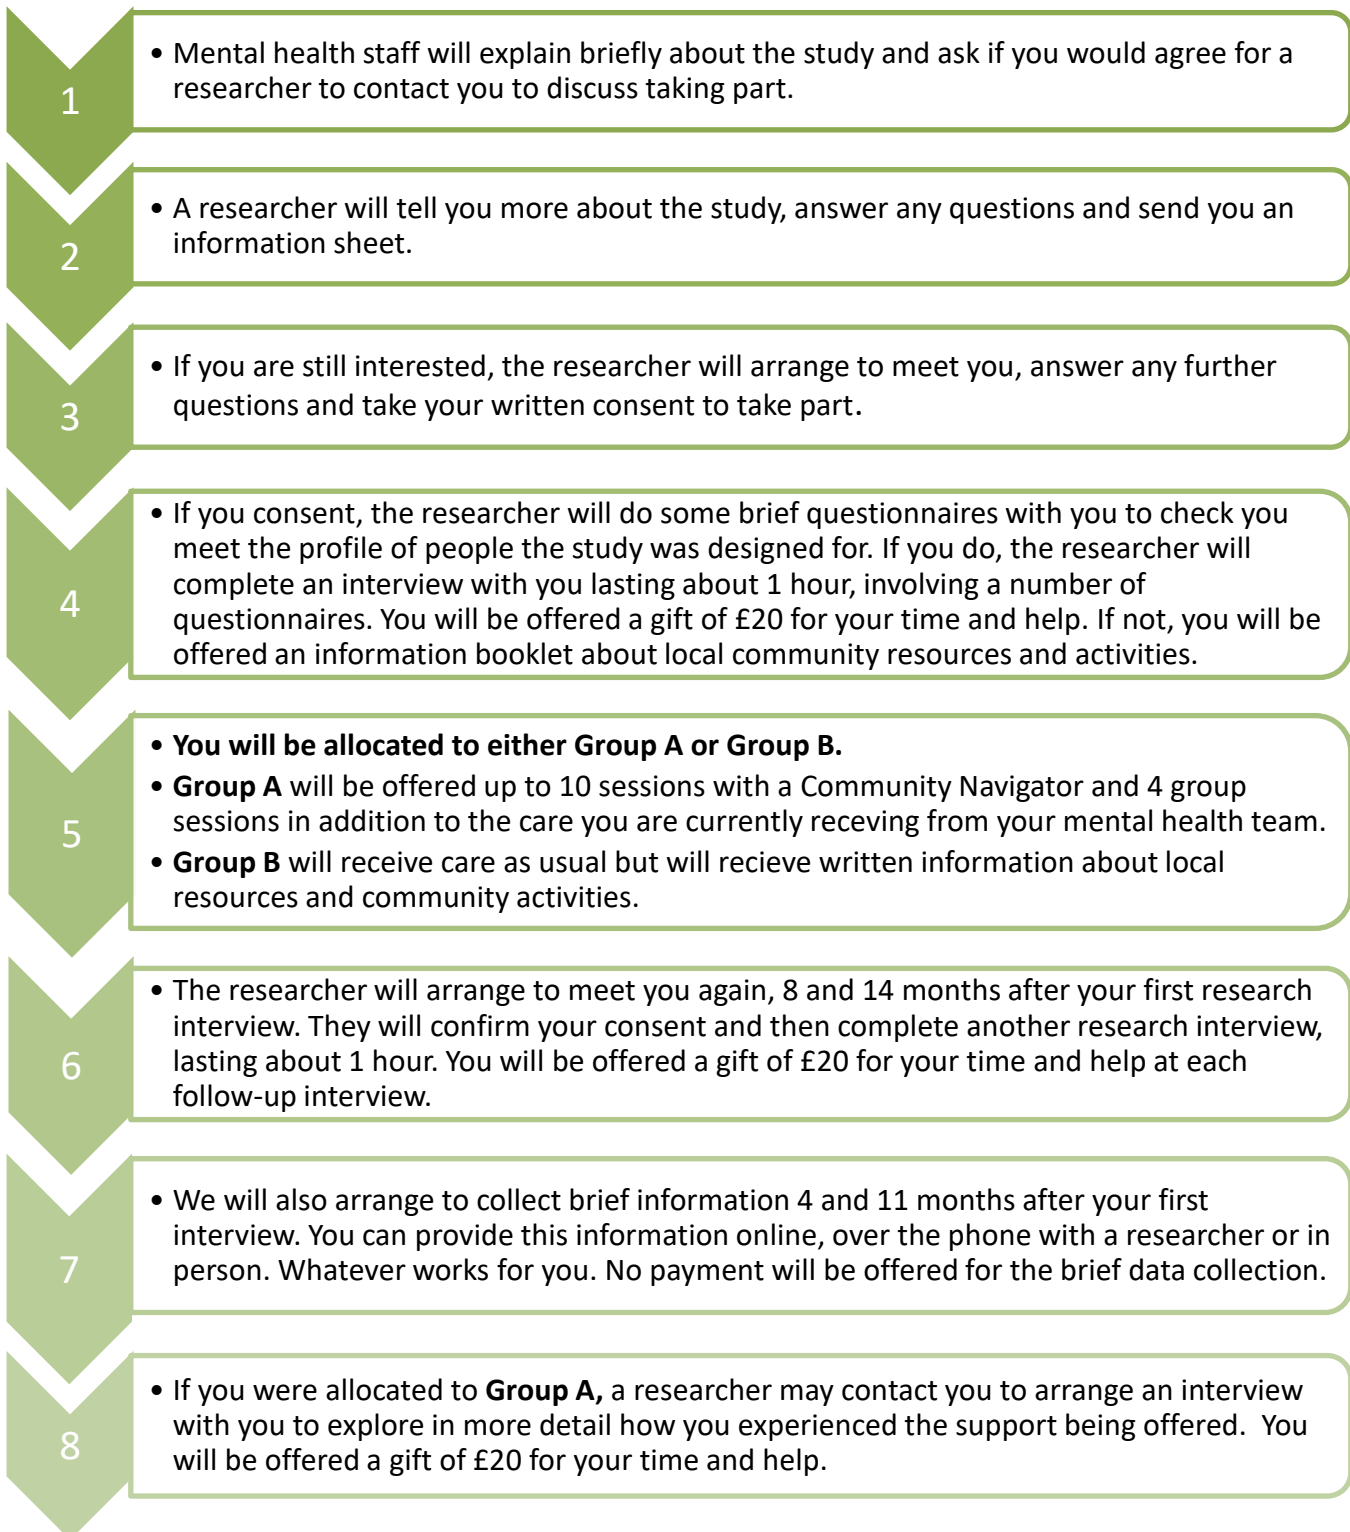 1
• Mental health staff will explain briefly about the study and ask if you would agree for a
researcher to contact you to discuss taking part.
2
• A researcher will tell you more about the study, answer any questions and send you an
information sheet.
3
• If you are still interested, the researcher will arrange to meet you, answer any further
questions and take your written consent to take part.
4
• If you consent, the researcher will do some brief questionnaires with you to check you
meet the profile of people the study was designed for. If you do, the researcher will
complete an interview with you lasting about 1 hour, involving a number of
questionnaires. You will be offered a gift of £20 for your time and help. If not, you will be
offered an information booklet about local community resources and activities.
5
• You will be allocated to either Group A or Group B.
• Group A will be offered up to 10 sessions with a Community Navigator and 4 group
sessions in addition to the care you are currently receving from your mental health team.
• Group B will receive care as usual but will recieve written information about local
resources and community activities.
6
• The researcher will arrange to meet you again, 8 and 14 months after your first research
interview. They will confirm your consent and then complete another research interview,
lasting about 1 hour. You will be offered a gift of £20 for your time and help at each
follow-up interview.
7
• We will also arrange to collect brief information 4 and 11 months after your first
interview. You can provide this information online, over the phone with a researcher or in
person. Whatever works for you. No payment will be offered for the brief data collection.
8
• If you were allocated to Group A, a researcher may contact you to arrange an interview
with you to explore in more detail how you experienced the support being offered.  You
will be offered a gift of £20 for your time and help.